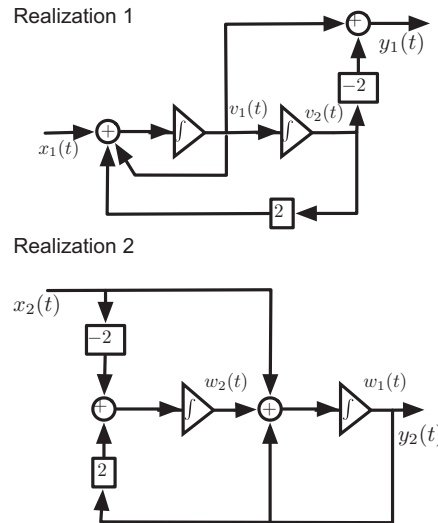 Realization 1
+
y₁(t)
−2
v₁(t)
v₂(t)
+
∫
∫
x₁(t)
2
Realization 2
x₂(t)
−2
w₂(t)
w₁(t)
+
∫
+
∫
y₂(t)
2